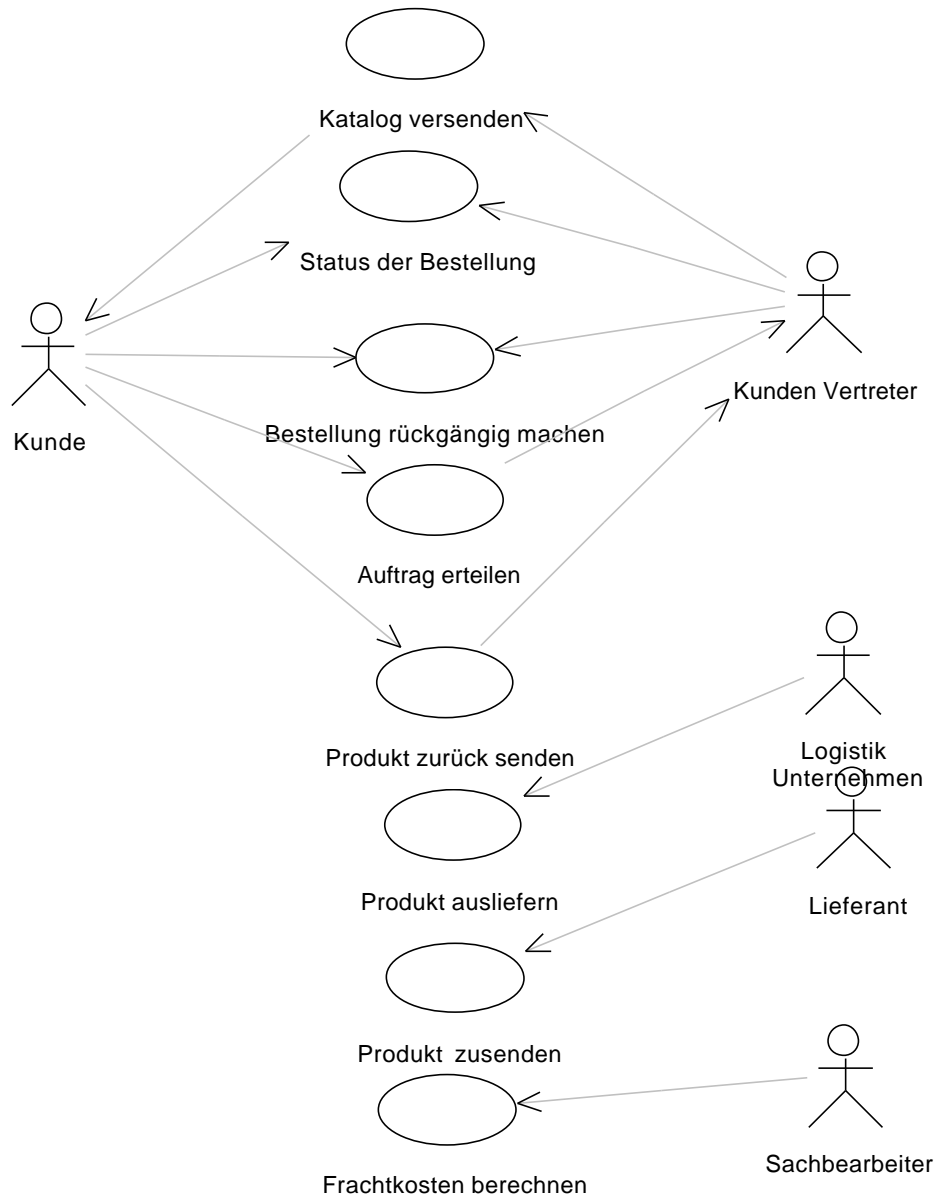 Katalog versenden
Status der Bestellung
Kunden Vertreter
Bestellung rückgängig machen
Kunde
Auftrag erteilen
Produkt zurück senden
Logistik
Unternehmen
Produkt ausliefern
Lieferant
Produkt zusenden
Sachbearbeiter
Frachtkosten berechnen